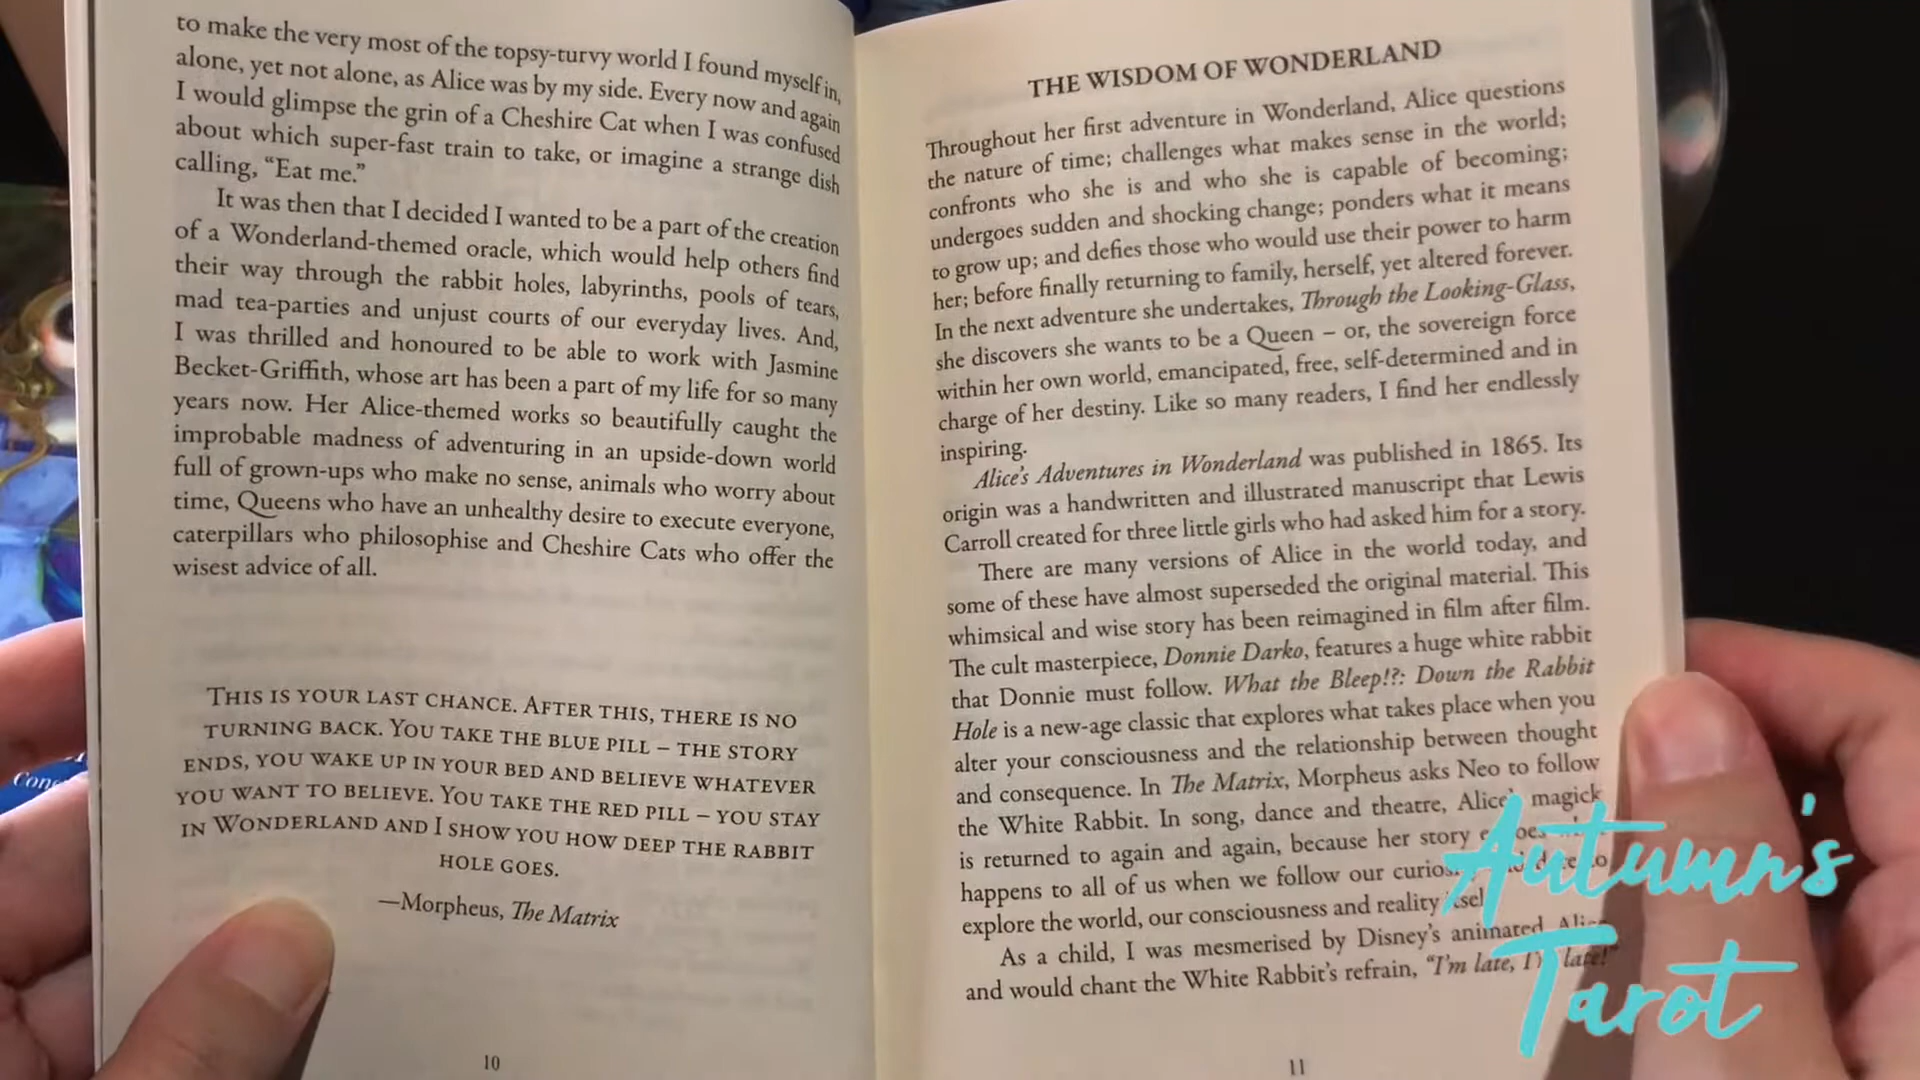 to make the very most of the topsy-turvy world I found myself in,
alone, yet not alone, as Alice was by my side. Every now and again
I would glimpse the grin of a Cheshire Cat when I was confused
about which super-fast train to take, or imagine a strange dish
calling, “Eat me.”
It was then that I decided I wanted to be a part of the creation
of a Wonderland-themed oracle, which would help others find
their way through the rabbit holes, labyrinths, pools of tears,
mad tea-parties and unjust courts of our everyday lives. And,
I was thrilled and honoured to be able to work with Jasmine
Becket-Griffith, whose art has been a part of my life for so many
years now. Her Alice-themed works so beautifully caught the
improbable madness of adventuring in an upside-down world
full of grown-ups who make no sense, animals who worry about
time, Queens who have an unhealthy desire to execute everyone,
caterpillars who philosophise and Cheshire Cats who offer the
wisest advice of all.
THIS IS YOUR LAST CHANCE. AFTER THIS, THERE IS NO
TURNING BACK. YOU TAKE THE BLUE PILL – THE STORY
ENDS, YOU WAKE UP IN YOUR BED AND BELIEVE WHATEVER
YOU WANT TO BELIEVE. YOU TAKE THE RED PILL – YOU STAY
IN WONDERLAND AND I SHOW YOU HOW DEEP THE RABBIT
HOLE GOES.
—Morpheus, The Matrix
10
THE WISDOM OF WONDERLAND
Throughout her first adventure in Wonderland, Alice questions
the nature of time; challenges what makes sense in the world;
confronts who she is and who she is capable of becoming;
undergoes sudden and shocking change; ponders what it means
to grow up; and defies those who would use their power to harm
her; before finally returning to family, herself, yet altered forever.
In the next adventure she undertakes, Through the Looking-Glass,
she discovers she wants to be a Queen – or, the sovereign force
within her own world, emancipated, free, self-determined and in
charge of her destiny. Like so many readers, I find her endlessly
inspiring.
Alice’s Adventures in Wonderland was published in 1865. Its
origin was a handwritten and illustrated manuscript that Lewis
Carroll created for three little girls who had asked him for a story.
There are many versions of Alice in the world today, and
some of these have almost superseded the original material. This
whimsical and wise story has been reimagined in film after film.
The cult masterpiece, Donnie Darko, features a huge white rabbit
that Donnie must follow. What the Bleep!?: Down the Rabbit
Hole is a new-age classic that explores what takes place when you
alter your consciousness and the relationship between thought
and consequence. In The Matrix, Morpheus asks Neo to follow
the White Rabbit. In song, dance and theatre, Alice’s magick
is returned to again and again, because her story
happens to all of us when we follow our
explore the world, our consciousness and reality
As a child, I was mesmerised by Disney’s animated Alice
and would chant the White Rabbit’s refrain, “I’m late, I’m late!”
11
Autumn's
Tarot